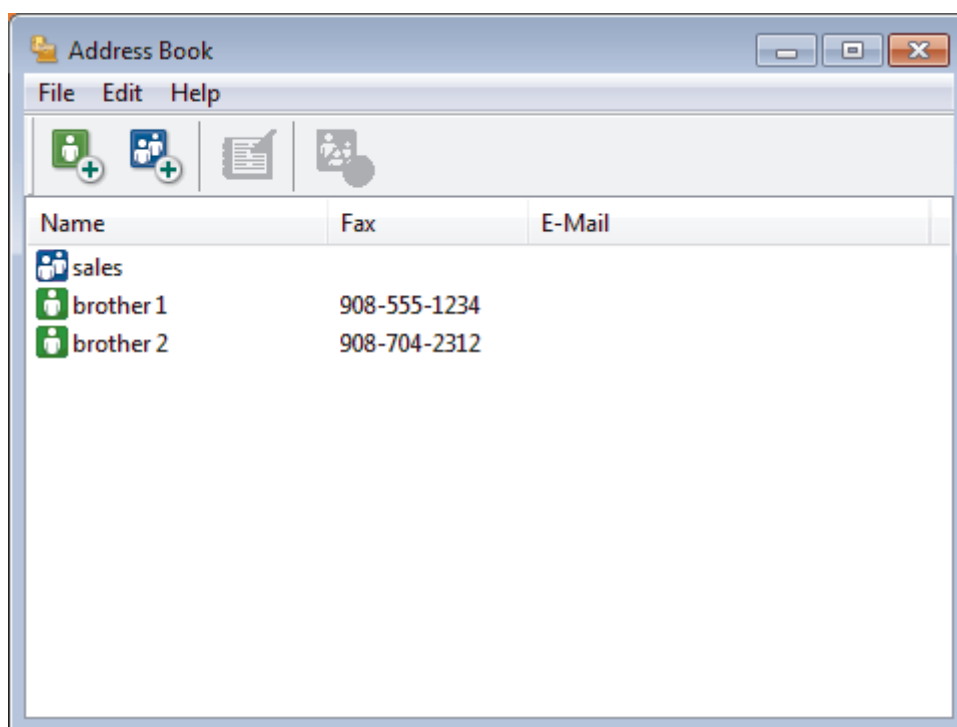 Address Book
File Edit Help
Name Fax E-Mail
sales
brother 1 908-555-1234
brother 2 908-704-2312